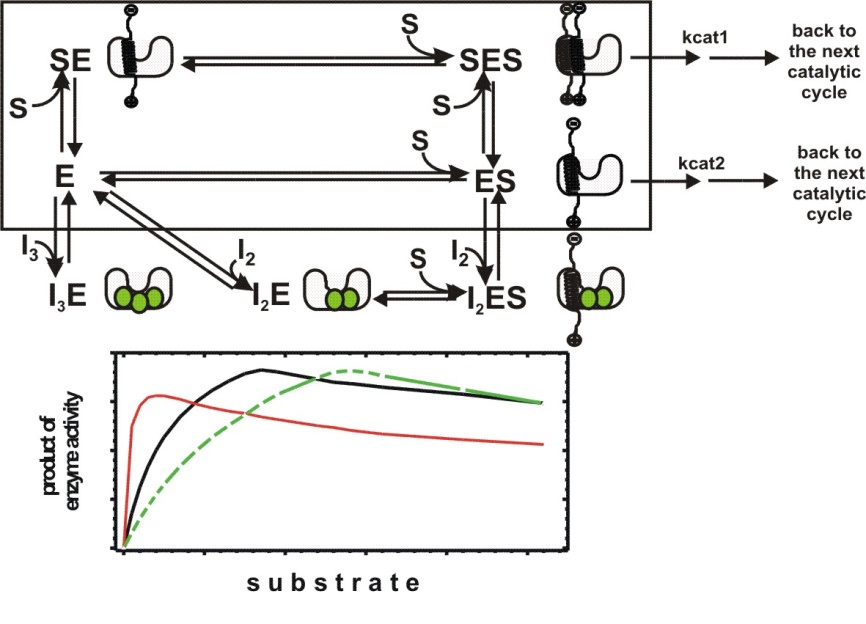 SE
S
SES
kcat1
back to
the next
catalytic
cycle
S
S
S
E
ES
kcat2
back to
the next
catalytic
cycle
I3
I2
I2
S
I3E
I2E
I2ES
product of
enzyme activity
substrate